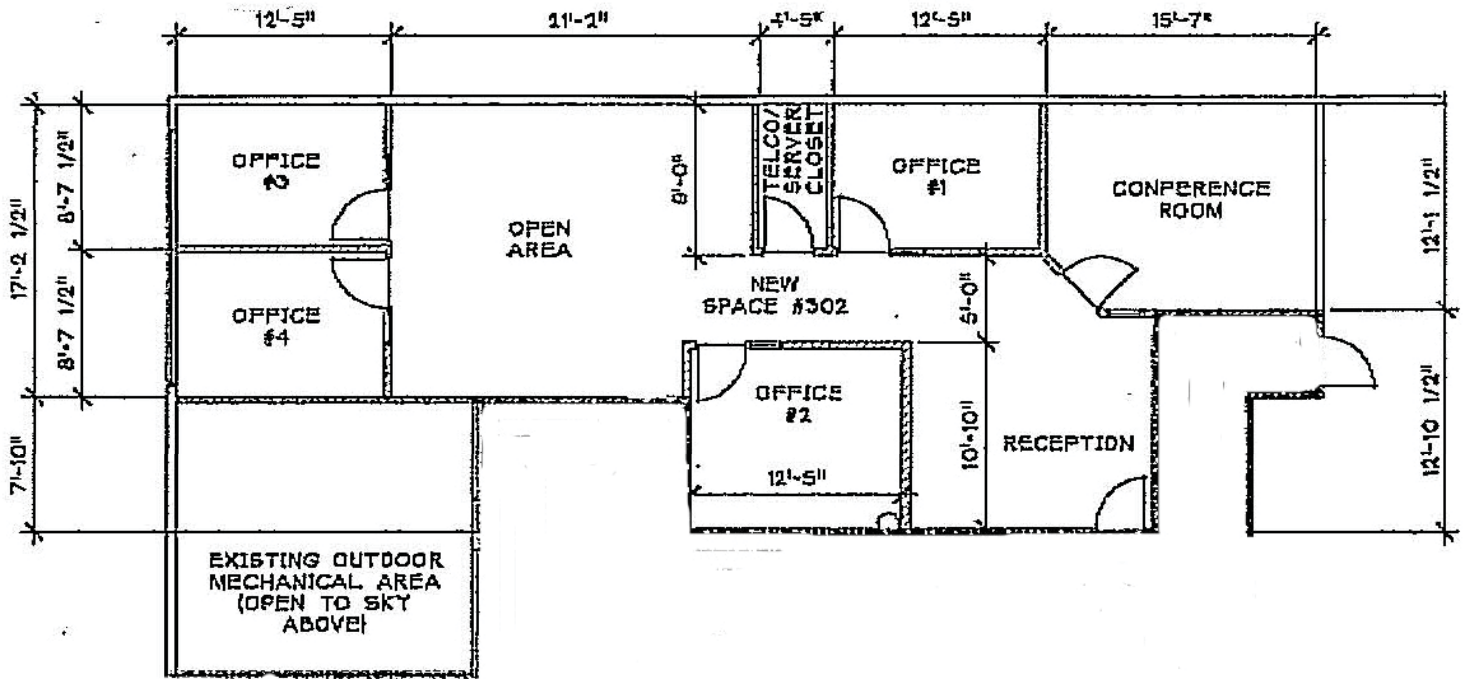 12'-5"
21'-2"
4'-5"
12'-5"
15'-7"
17'-2 1/2"
8'-7 1/2"
8'-7 1/2"
7'-10"
OFFICE
#3
OFFICE
#4
OPEN
AREA
9'-0"
TELCO/
SERVER
CLOSET
OFFICE
#1
CONFERENCE
ROOM
NEW
SPACE #302
5'-0"
OFFICE
#2
12'-5"
10'-10"
RECEPTION
12'-1 1/2"
12'-10 1/2"
EXISTING OUTDOOR
MECHANICAL AREA
(OPEN TO SKY
ABOVE)